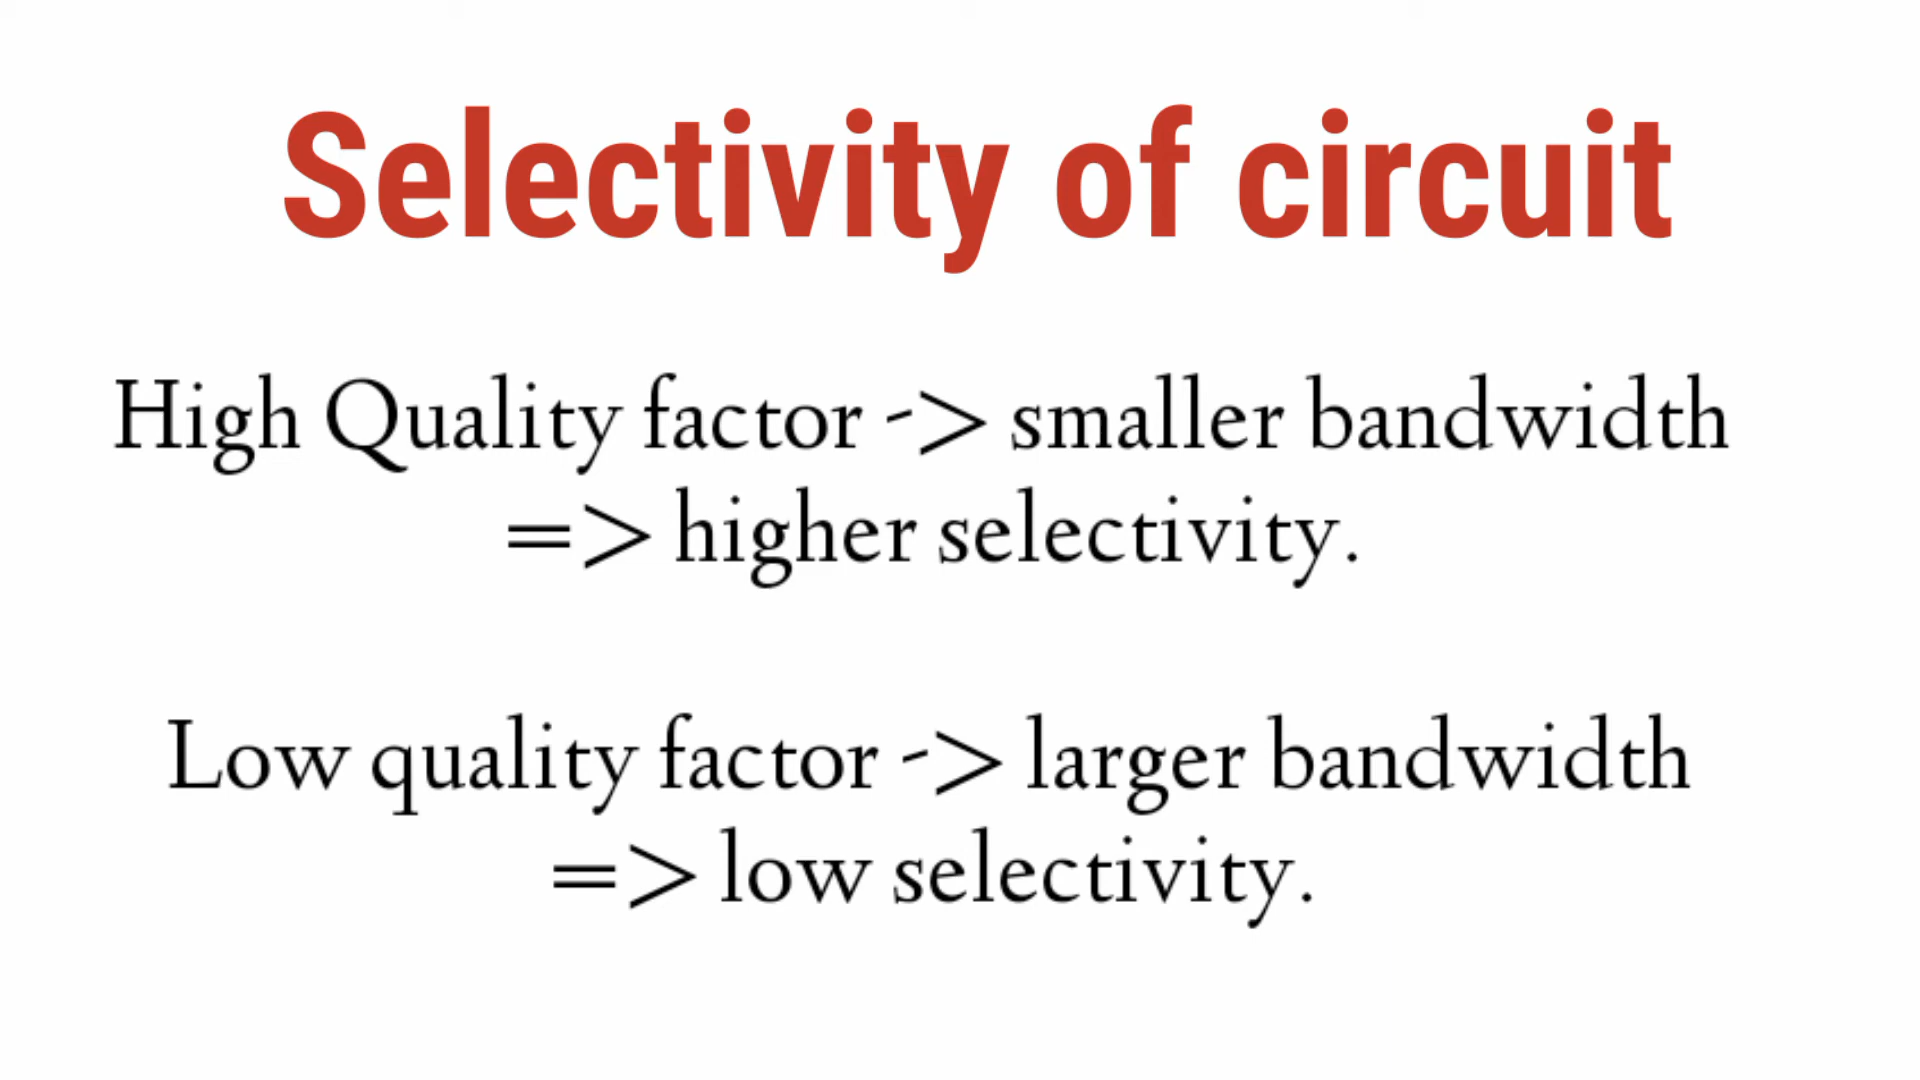 Selectivity of circuit
High Quality factor -> smaller bandwidth
=> higher selectivity.
Low quality factor -> larger bandwidth
=> low selectivity.